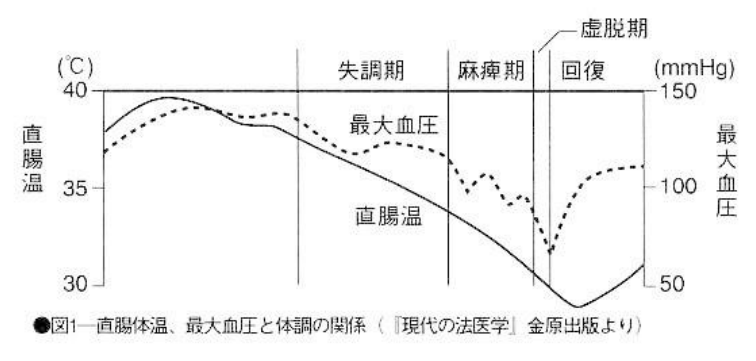 虚脱期
(℃) 失調期 麻痺期 回復 (mmHg)
40 150
最大血圧
直腸温
最大血圧
35 100
直腸温
30 50
●図1―直腸体温、最大血圧と体調の関係（『現代の法医学』金原出版より）